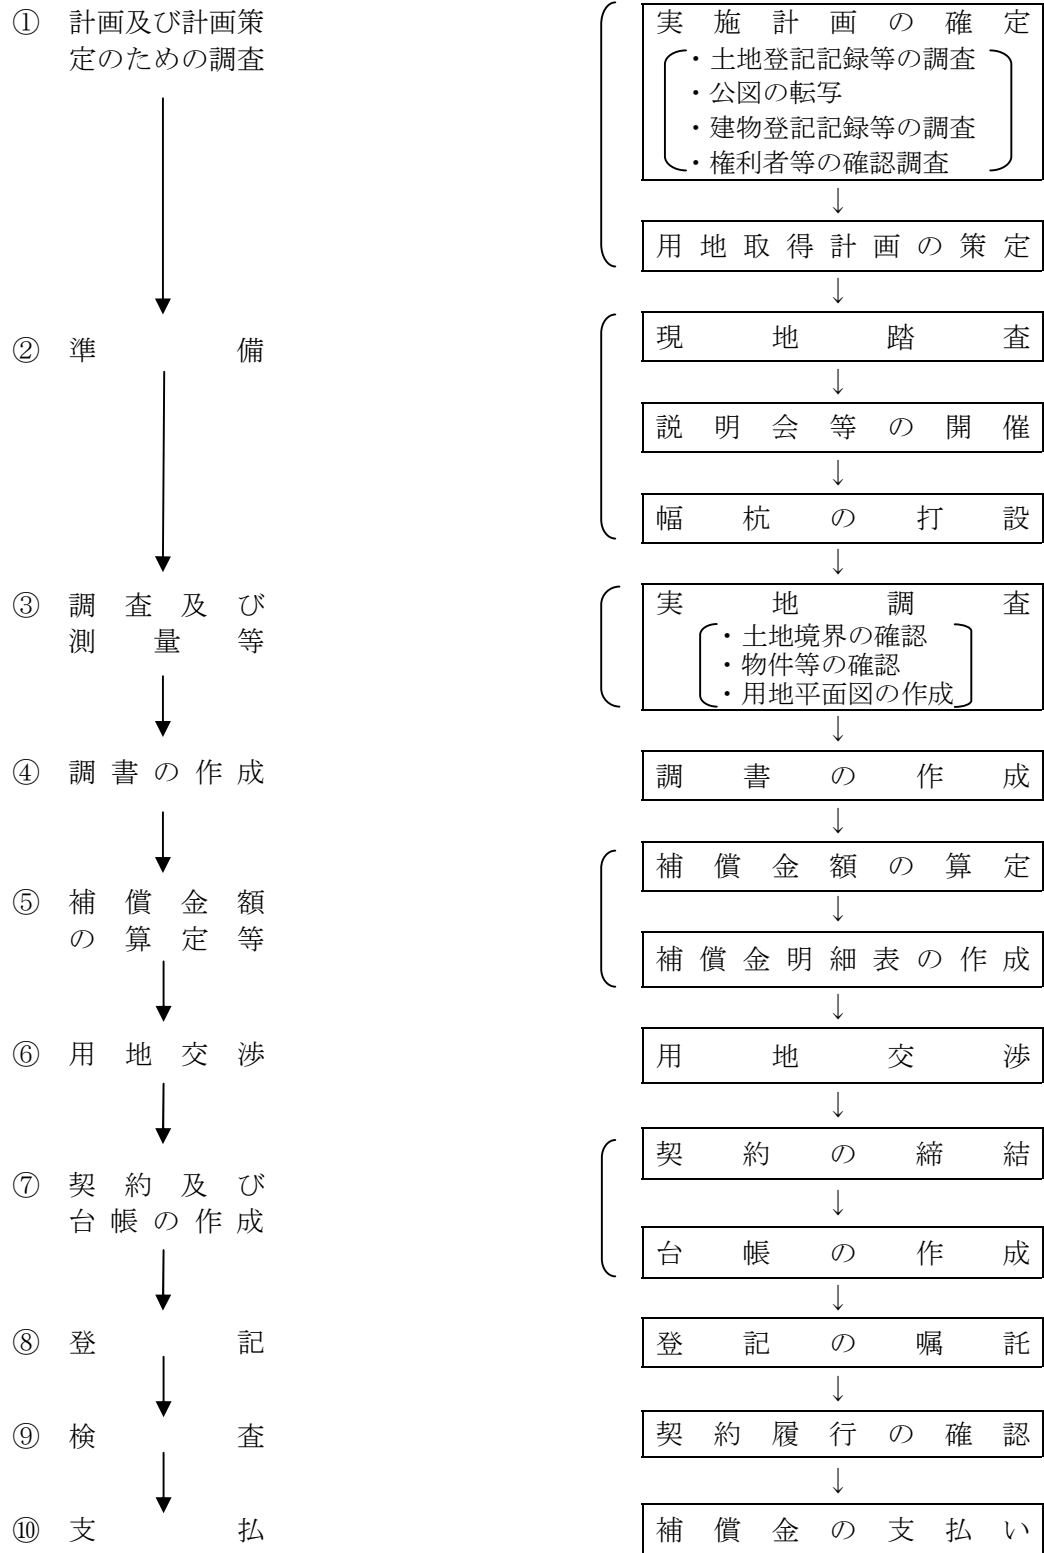 ① 計画及び計画策
定のための調査
実施計画の確定
・土地登記記録等の調査
・公図の転写
・建物登記記録等の調査
・権利者等の確認調査
↓
用地取得計画の策定
↓
② 準備
現地踏査
↓
説明会等の開催
↓
幅杭の打設
↓
③ 調査及び
測量等
実地調査
・土地境界の確認
・物件等の確認
・用地平面図の作成
↓
④ 調書の作成
調書の作成
↓
⑤ 補償金額
の算定等
補償金額の算定
↓
補償金明細表の作成
↓
⑥ 用地交渉
用地交渉
↓
⑦ 契約及び
台帳の作成
契約の締結
↓
台帳の作成
↓
⑧ 登記
登記の嘱託
↓
⑨ 検査
契約履行の確認
↓
⑩ 支払
補償金の支払い